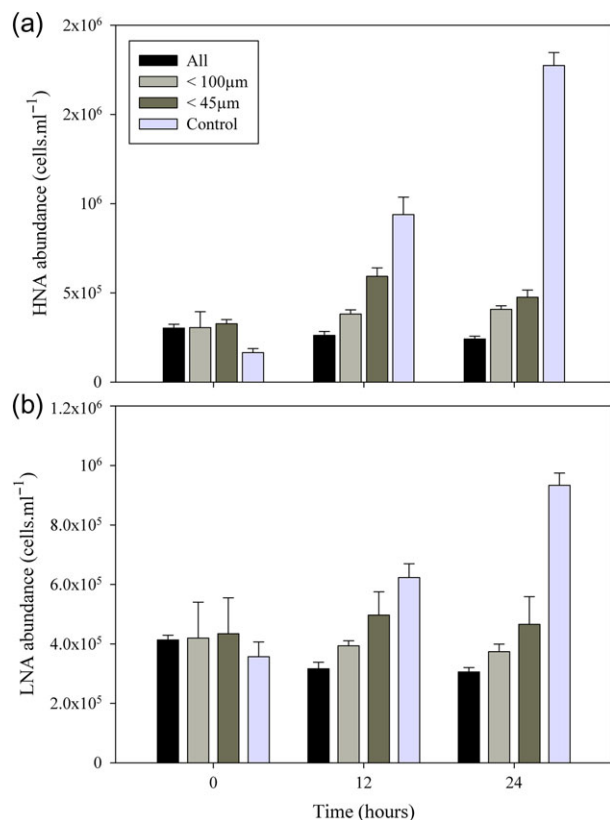 (a)
2x10⁶
2x10⁶
10⁶
5x10⁵
0
HNA abundance (cells.ml⁻¹)
All
< 100µm
< 45µm
Control
(b)
1.2x10⁶
10⁶
8.0x10⁵
6.0x10⁵
4.0x10⁵
2.0x10⁵
0
LNA abundance (cells.ml⁻¹)
0 12 24
Time (hours)